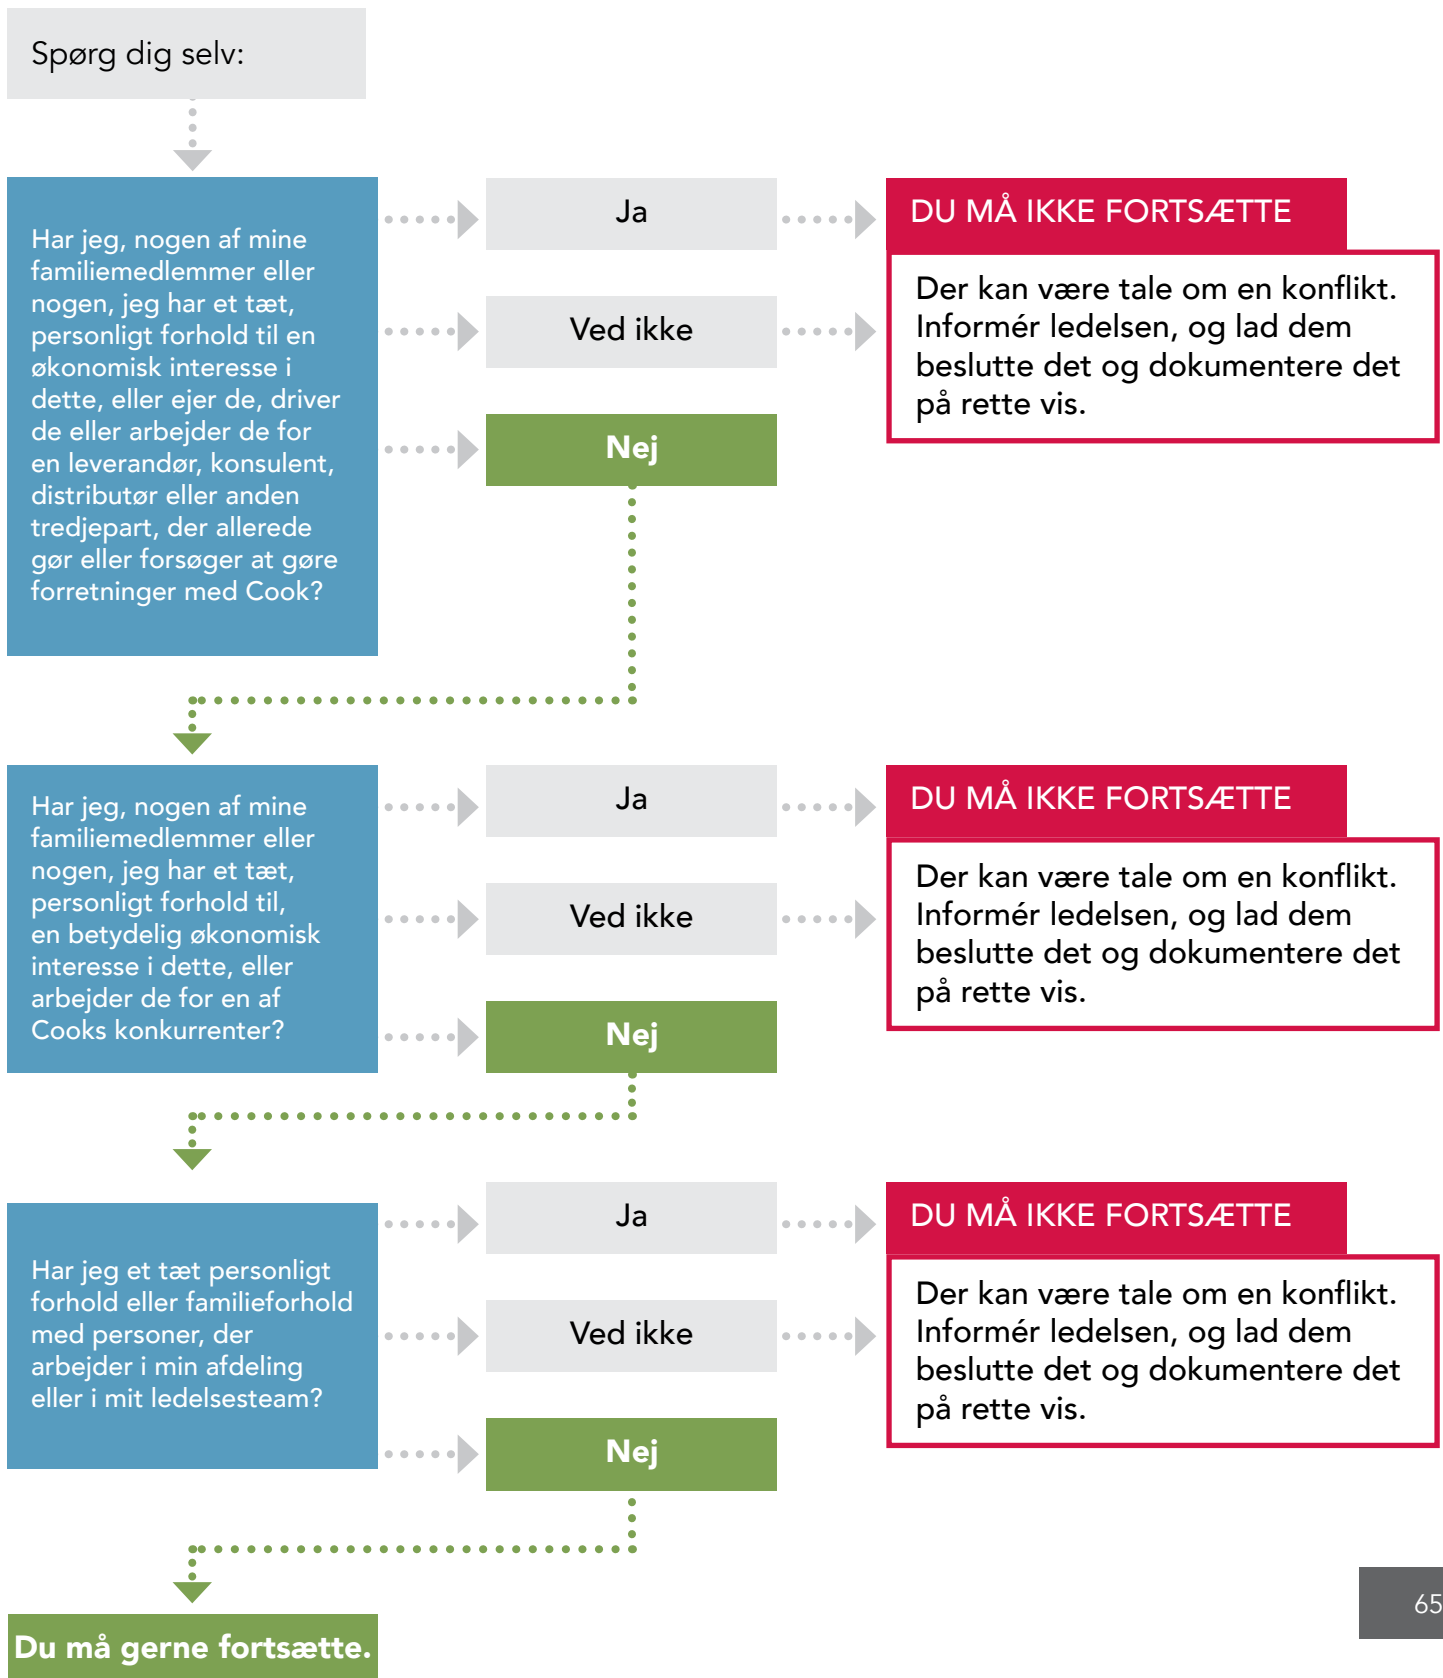 Spørg dig selv:
Har jeg, nogen af mine
familiemedlemmer eller
nogen, jeg har et tæt,
personligt forhold til en
økonomisk interesse i
dette, eller ejer de, driver
de eller arbejder de for
en leverandør, konsulent,
distributør eller anden
tredjepart, der allerede
gør eller forsøger at gøre
forretninger med Cook?
Ja
Ved ikke
Nej
DU MÅ IKKE FORTSÆTTE
Der kan være tale om en konflikt.
Informér ledelsen, og lad dem
beslutte det og dokumentere det
på rette vis.
Har jeg, nogen af mine
familiemedlemmer eller
nogen, jeg har et tæt,
personligt forhold til,
en betydelig økonomisk
interesse i dette, eller
arbejder de for en af
Cooks konkurrenter?
Ja
Ved ikke
Nej
DU MÅ IKKE FORTSÆTTE
Der kan være tale om en konflikt.
Informér ledelsen, og lad dem
beslutte det og dokumentere det
på rette vis.
Har jeg et tæt personligt
forhold eller familieforhold
med personer, der
arbejder i min afdeling
eller i mit ledelsesteam?
Ja
Ved ikke
Nej
DU MÅ IKKE FORTSÆTTE
Der kan være tale om en konflikt.
Informér ledelsen, og lad dem
beslutte det og dokumentere det
på rette vis.
Du må gerne fortsætte.
65